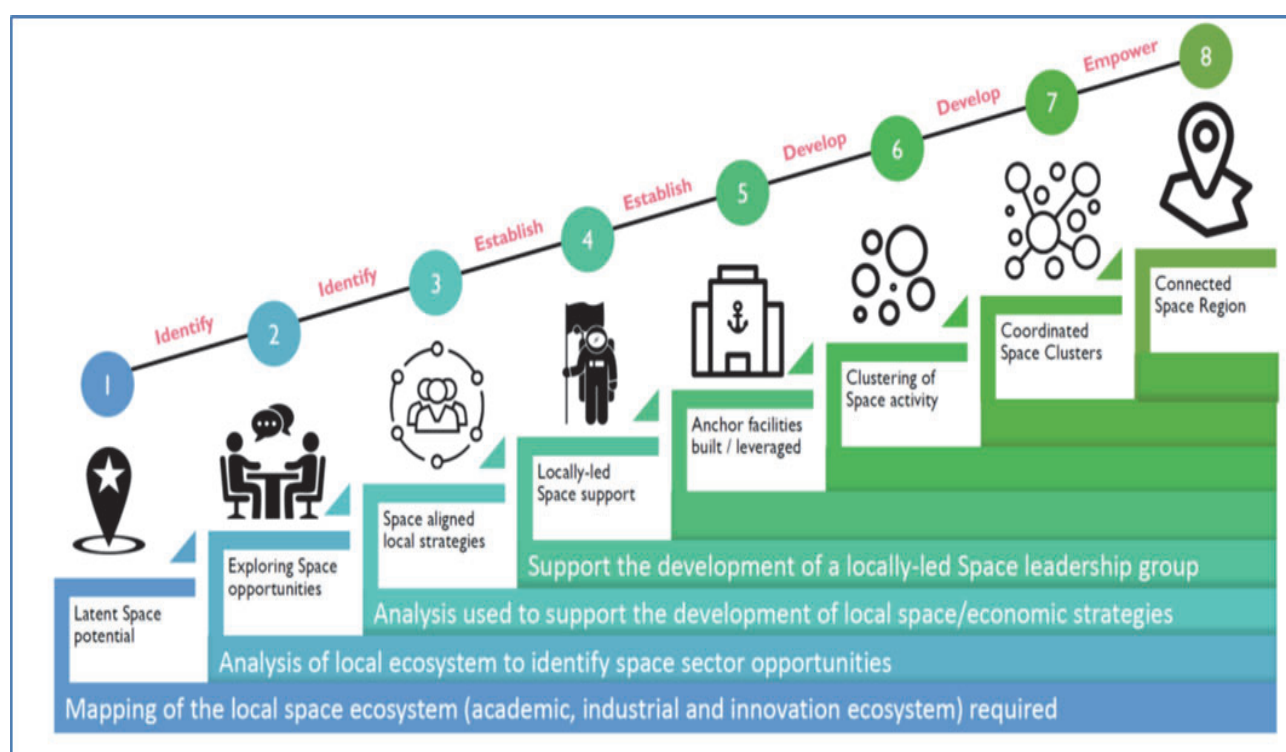 1
Identify
2
Identify
3
Establish
4
Establish
5
Develop
6
Develop
7
Empower
8
Latent Space
potential
Exploring Space
opportunities
Space aligned
local strategies
Locally-led
Space support
Anchor facilities
built / leveraged
Clustering of
Space activity
Coordinated
Space Clusters
Connected
Space Region
Support the development of a locally-led Space leadership group
Analysis used to support the development of local space/economic strategies
Analysis of local ecosystem to identify space sector opportunities
Mapping of the local space ecosystem (academic, industrial and innovation ecosystem) required